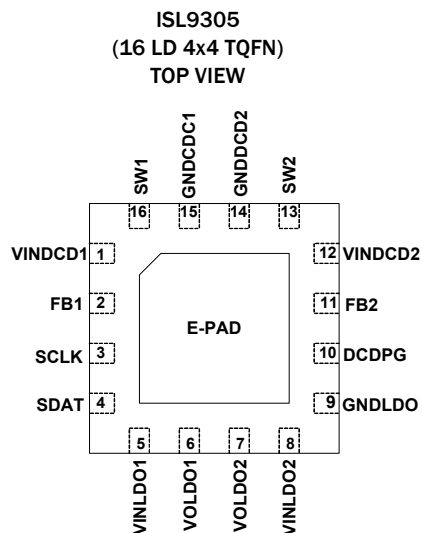 ISL9305
(16 LD 4x4 TQFN)
TOP VIEW
SW1
GNDCDC1
GNDDCD2
SW2
16
15
14
13
VINDCD1 1
12 VINDCD2
FB1 2
11 FB2
E-PAD
SCLK 3
10 DCDPG
SDAT 4
9 GNDLDO
5
6
7
8
VINLDO1
VOLDO1
VOLDO2
VINLDO2